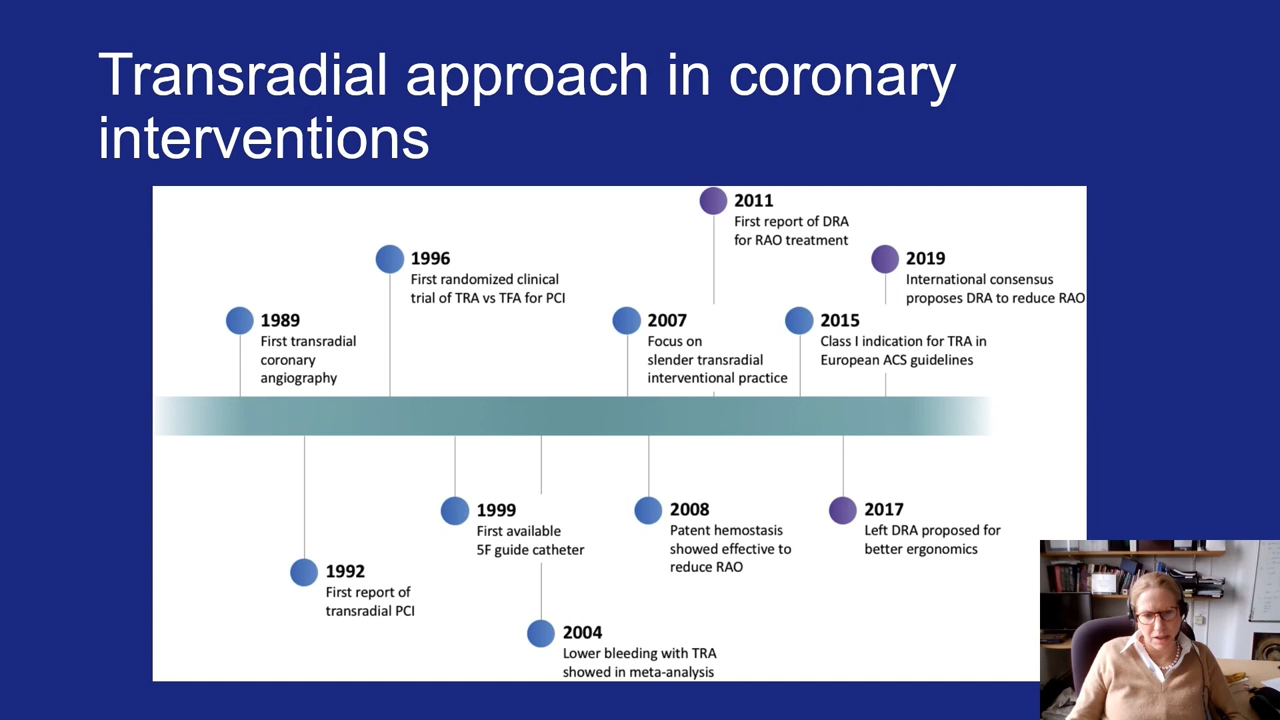 Transradial approach in coronary
interventions
2011
First report of DRA
for RAO treatment
1996
First randomized clinical
trial of TRA vs TFA for PCI
2019
International consensus
proposes DRA to reduce RAO
1989
First transradial
coronary
angiography
2007
Focus on
slender transradial
interventional practice
2015
Class I indication for TRA in
European ACS guidelines
1999
First available
5F guide catheter
2008
Patent hemostasis
showed effective to
reduce RAO
2017
Left DRA proposed for
better ergonomics
1992
First report of
transradial PCI
2004
Lower bleeding with TRA
showed in meta-analysis